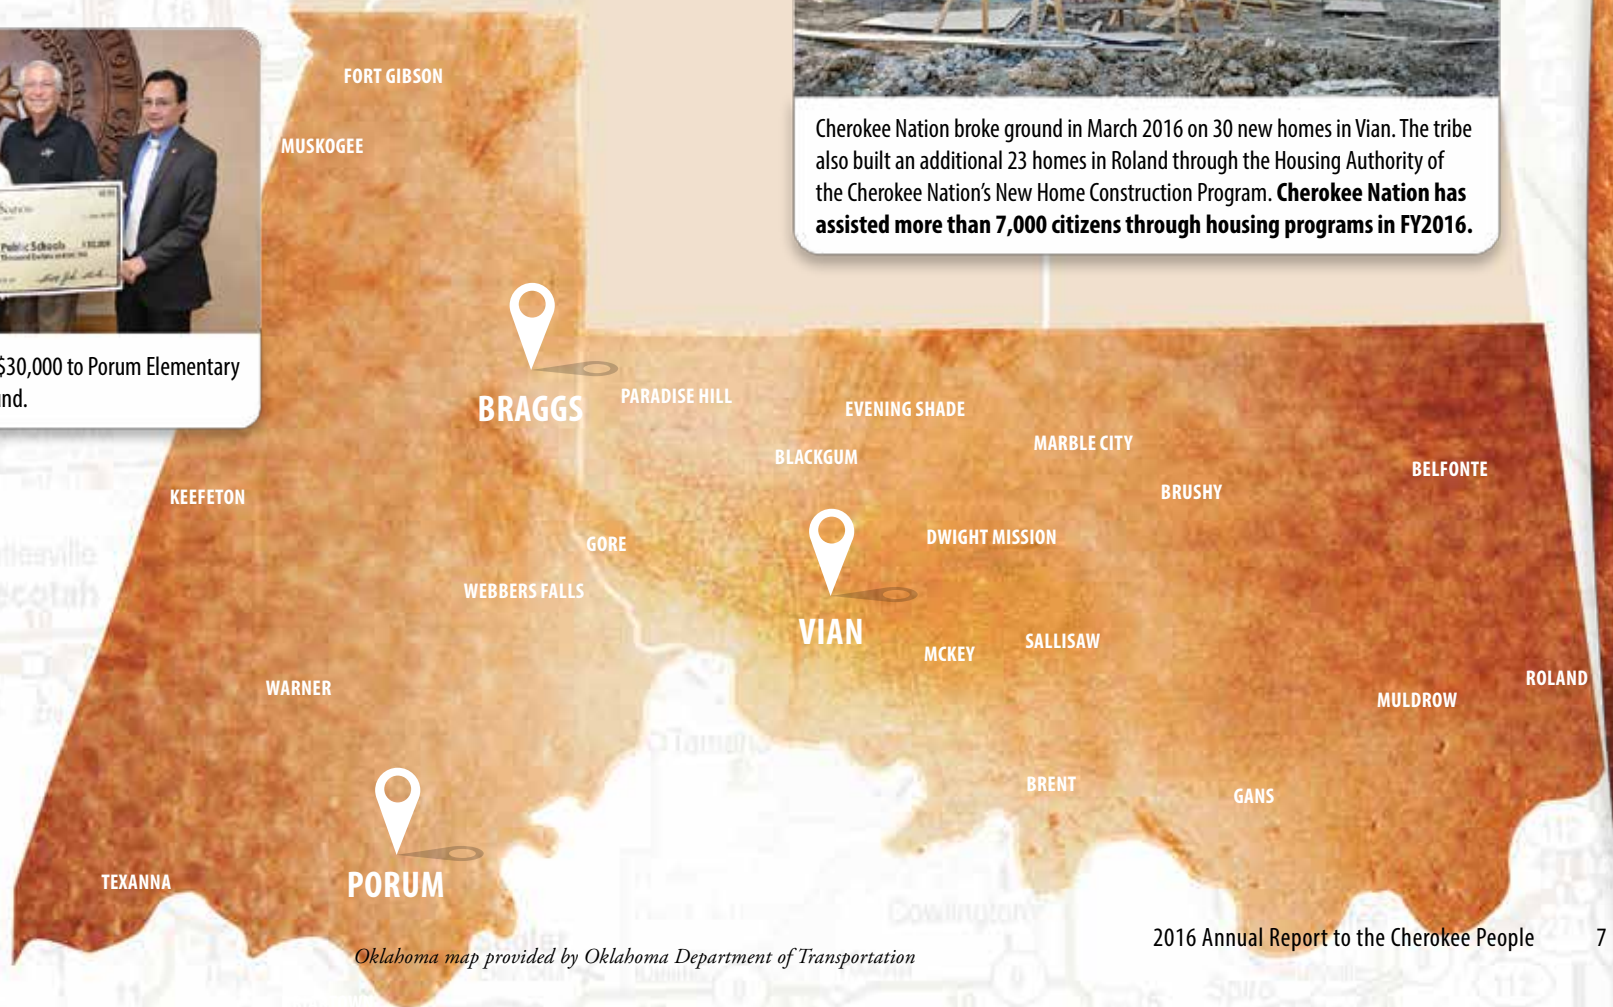 Cherokee Nation broke ground in March 2016 on 30 new homes in Vian. The tribe
also built an additional 23 homes in Roland through the Housing Authority of
the Cherokee Nation's New Home Construction Program. Cherokee Nation has
assisted more than 7,000 citizens through housing programs in FY2016.
Public Schools
$30,000 to Porum Elementary
FORT GIBSON
MUSKOGEE
BRAGGS
PARADISE HILL
EVENING SHADE
BLACKGUM
MARBLE CITY
BELFONTE
BRUSHY
KEEFETON
GORE
DWIGHT MISSION
WEBBERS FALLS
VIAN
MCKEY
SALLISAW
WARNER
ROLAND
MULDROW
Tamaha
BRENT
GANS
PORUM
TEXANNA
Cowlington
Spiro
Oklahoma map provided by Oklahoma Department of Transportation
2016 Annual Report to the Cherokee People 7